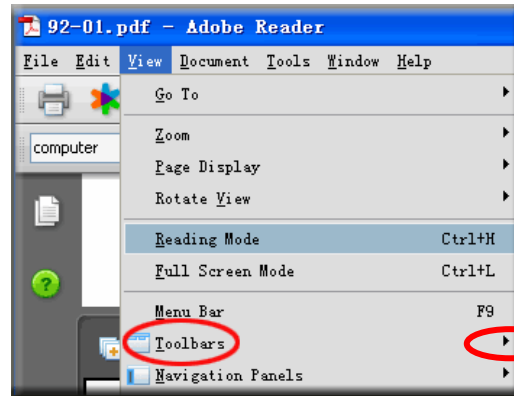 92-01.pdf - Adobe Reader
File Edit View Document Tools Window Help
Go To
computer
Zoom
Page Display
Rotate View
Reading Mode Ctrl+H
?
Full Screen Mode Ctrl+L
Menu Bar F9
Toolbars
Navigation Panels